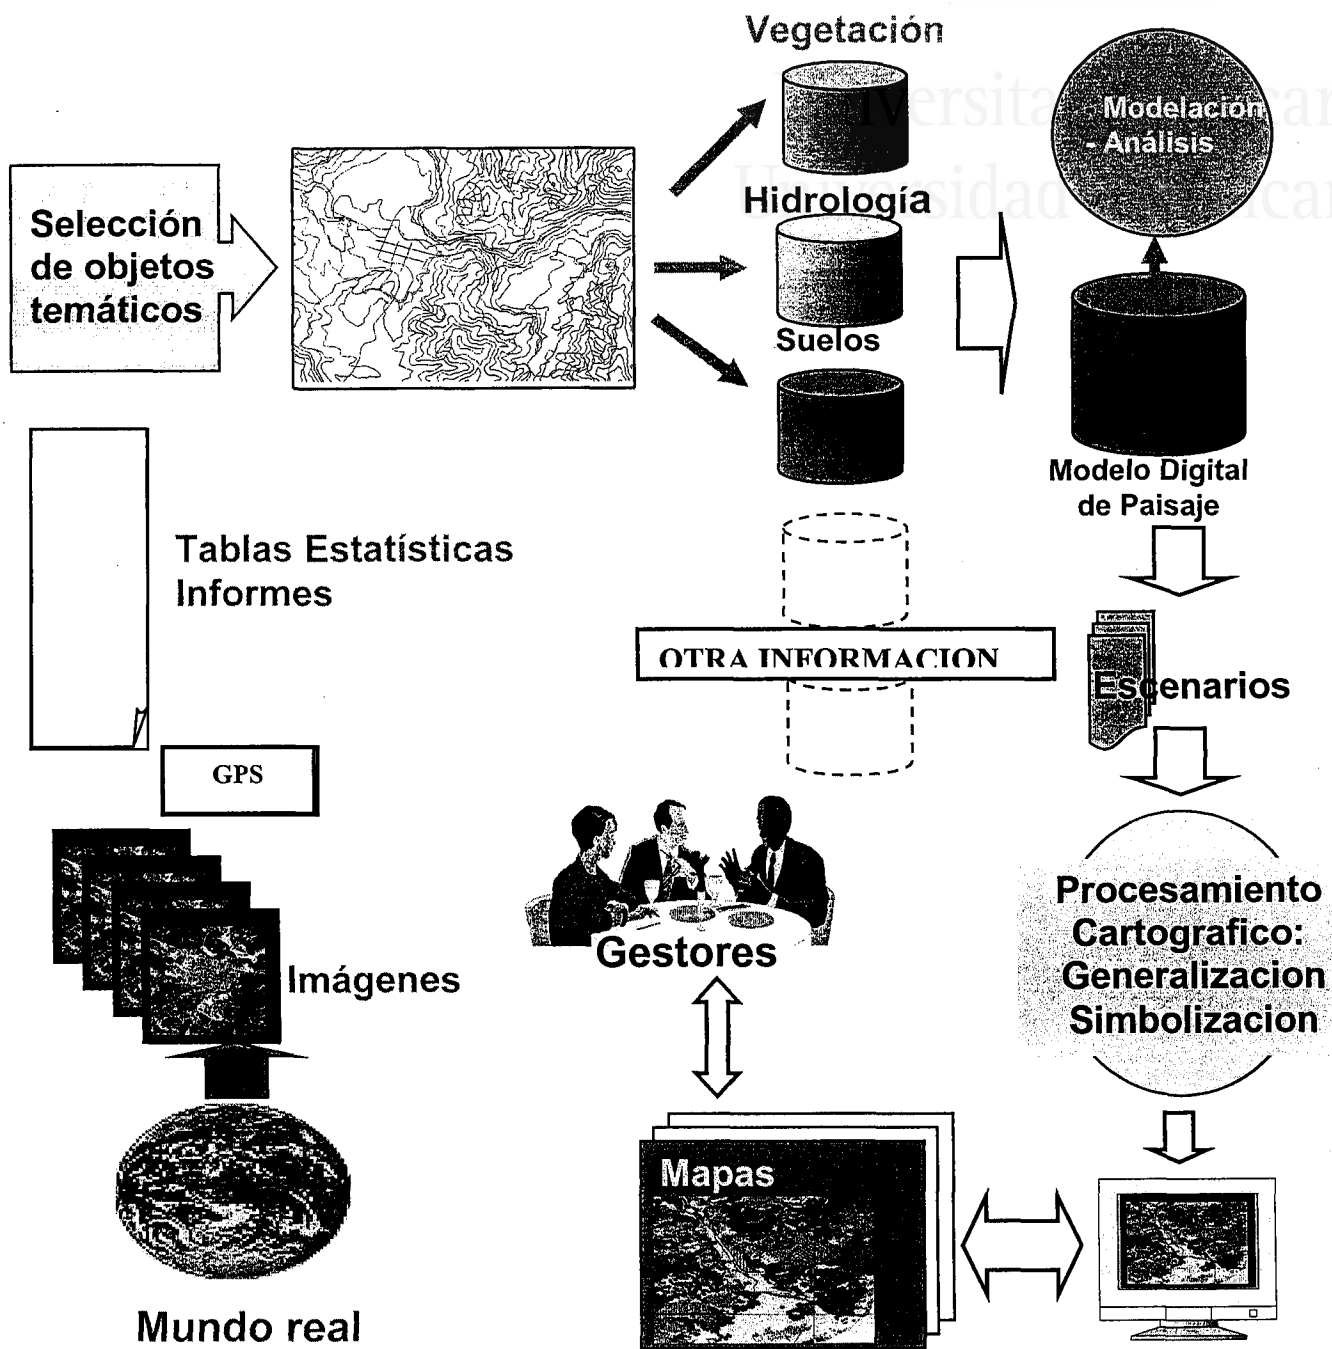 Vegetación
- Modelación
- Análisis
Selección
de objetos
temáticos
Hidrología
Suelos
Modelo Digital
de Paisaje
Tablas Estatísticas
Informes
OTRA INFORMACION
Escenarios
GPS
Procesamiento
Cartografico:
Generalizacion
Simbolizacion
Gestores
Imágenes
Mapas
Mundo real